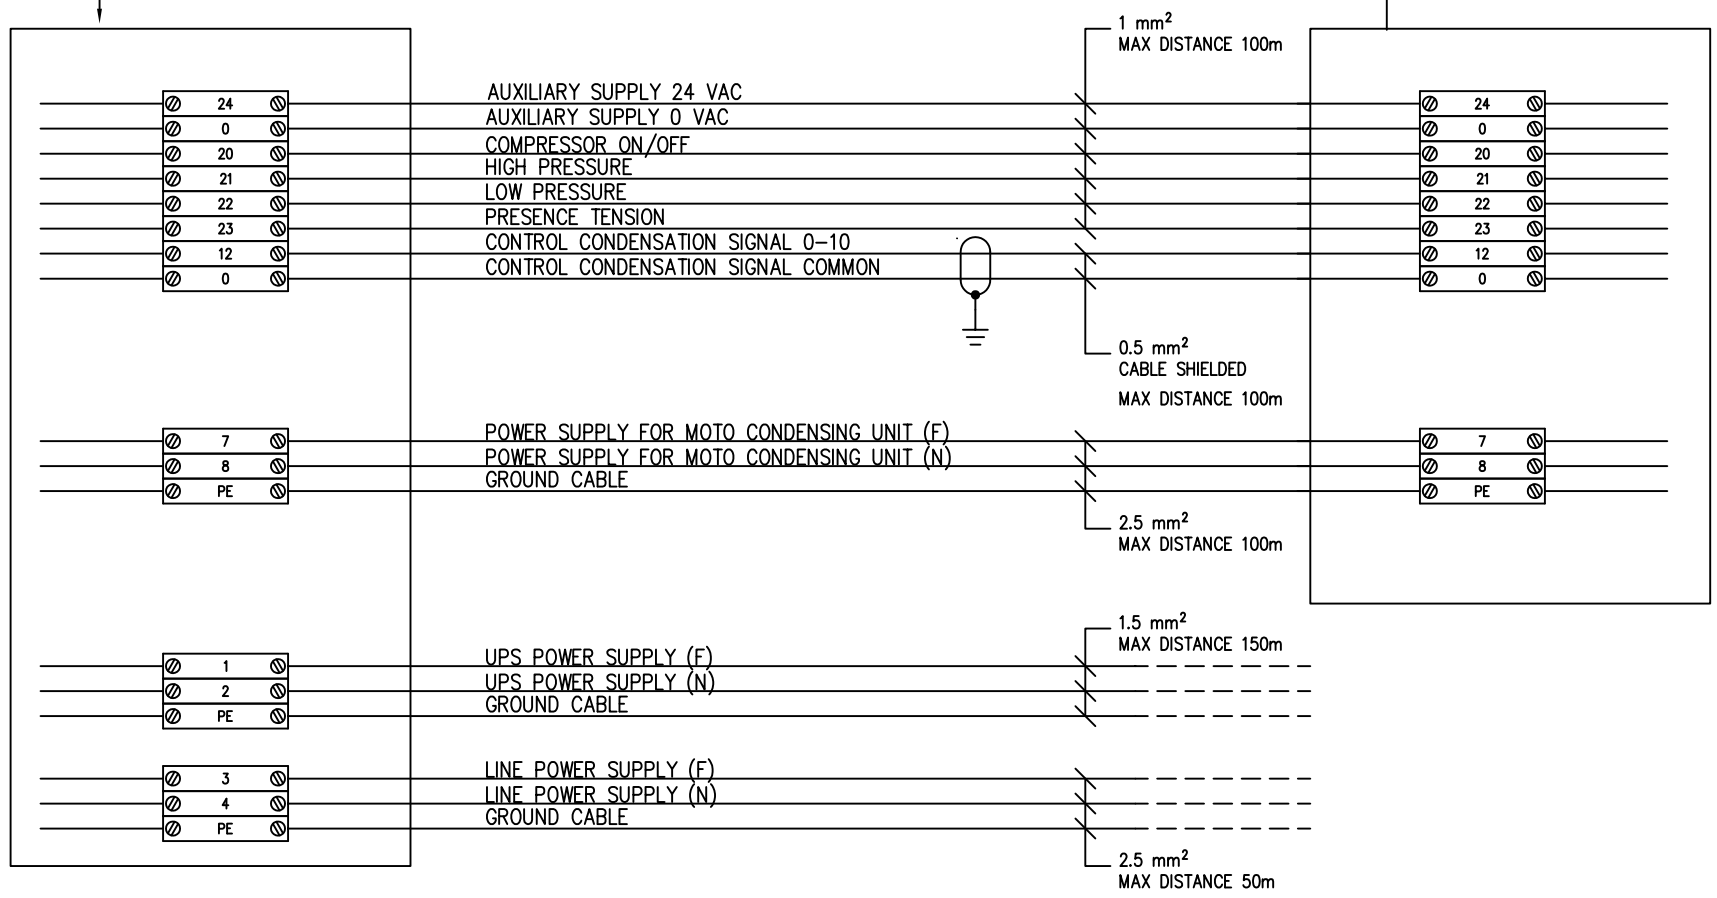 1 mm²
MAX DISTANCE 100m
24 AUXILIARY SUPPLY 24 VAC 24
0 AUXILIARY SUPPLY 0 VAC 0
20 COMPRESSOR ON/OFF 20
21 HIGH PRESSURE 21
22 LOW PRESSURE 22
23 PRESENCE TENSION 23
12 CONTROL CONDENSATION SIGNAL 0-10 12
0 CONTROL CONDENSATION SIGNAL COMMON 0
0.5 mm²
CABLE SHIELDED
MAX DISTANCE 100m
7 POWER SUPPLY FOR MOTO CONDENSING UNIT (F) 7
8 POWER SUPPLY FOR MOTO CONDENSING UNIT (N) 8
PE GROUND CABLE PE
2.5 mm²
MAX DISTANCE 100m
1.5 mm²
MAX DISTANCE 150m
1 UPS POWER SUPPLY (F)
2 UPS POWER SUPPLY (N)
PE GROUND CABLE
3 LINE POWER SUPPLY (F)
4 LINE POWER SUPPLY (N)
PE GROUND CABLE
2.5 mm²
MAX DISTANCE 50m